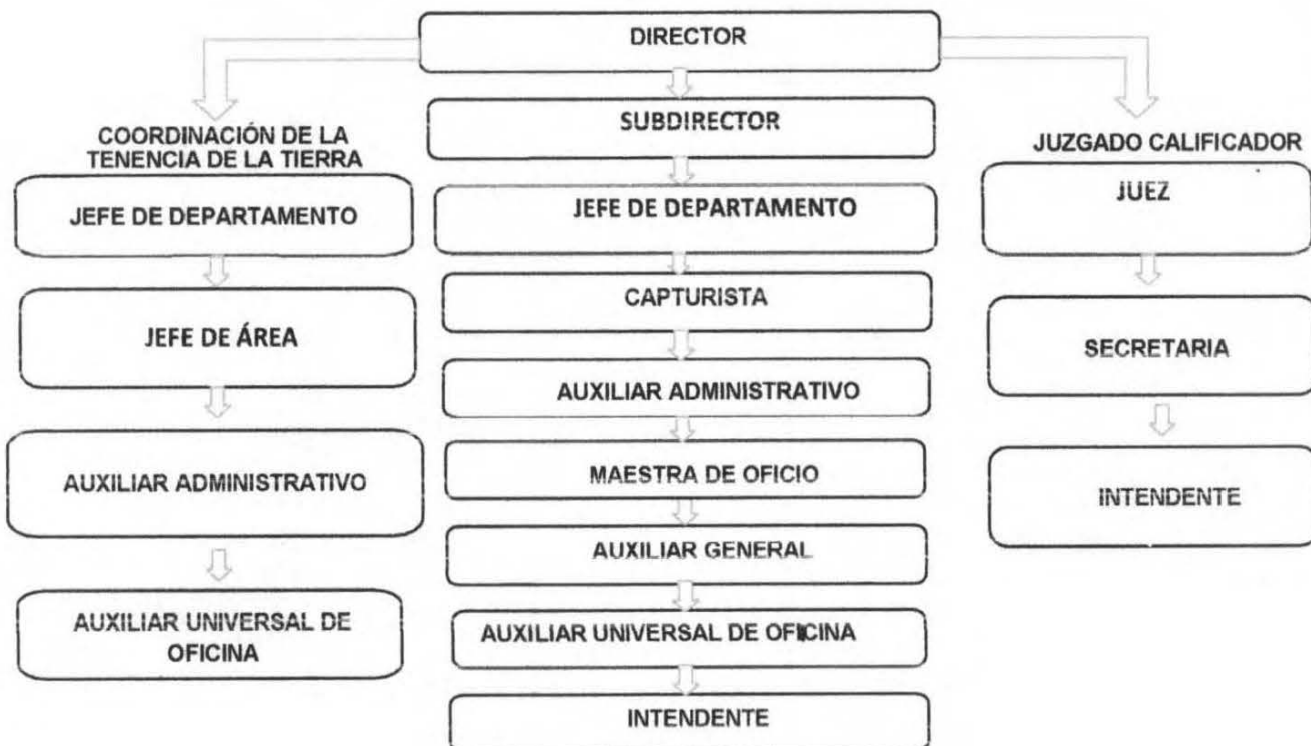 DIRECTOR
COORDINACIÓN DE LA
TENENCIA DE LA TIERRA
JEFE DE DEPARTAMENTO
JEFE DE ÁREA
AUXILIAR ADMINISTRATIVO
AUXILIAR UNIVERSAL DE
OFICINA
SUBDIRECTOR
JEFE DE DEPARTAMENTO
CAPTURISTA
AUXILIAR ADMINISTRATIVO
MAESTRA DE OFICIO
AUXILIAR GENERAL
AUXILIAR UNIVERSAL DE OFICINA
INTENDENTE
JUZGADO CALIFICADOR
JUEZ
SECRETARIA
INTENDENTE